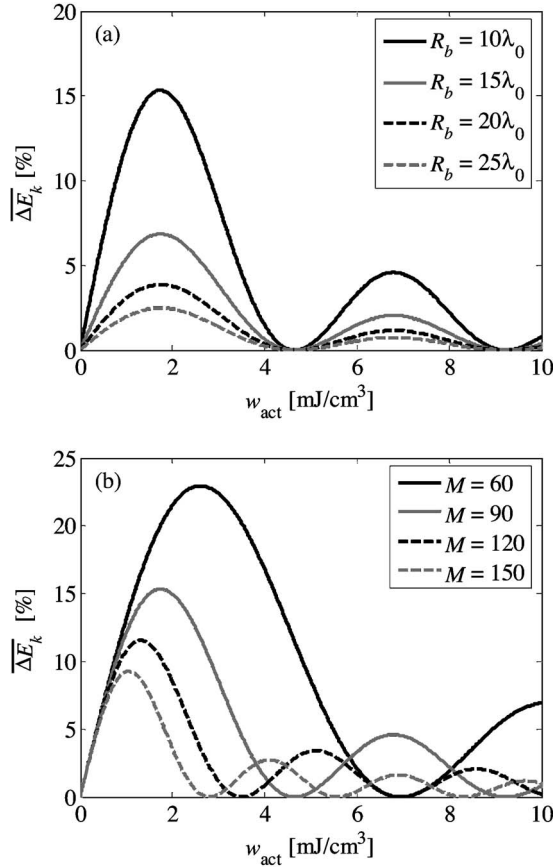 (a)
R_b = 10λ_0
R_b = 15λ_0
R_b = 20λ_0
R_b = 25λ_0
20
15
10
5
0
\overline{ΔE_k} [%]
0 2 4 6 8 10
w_act [mJ/cm^3]
(b)
M = 60
M = 90
M = 120
M = 150
25
20
15
10
5
0
\overline{ΔE_k} [%]
0 2 4 6 8 10
w_act [mJ/cm^3]